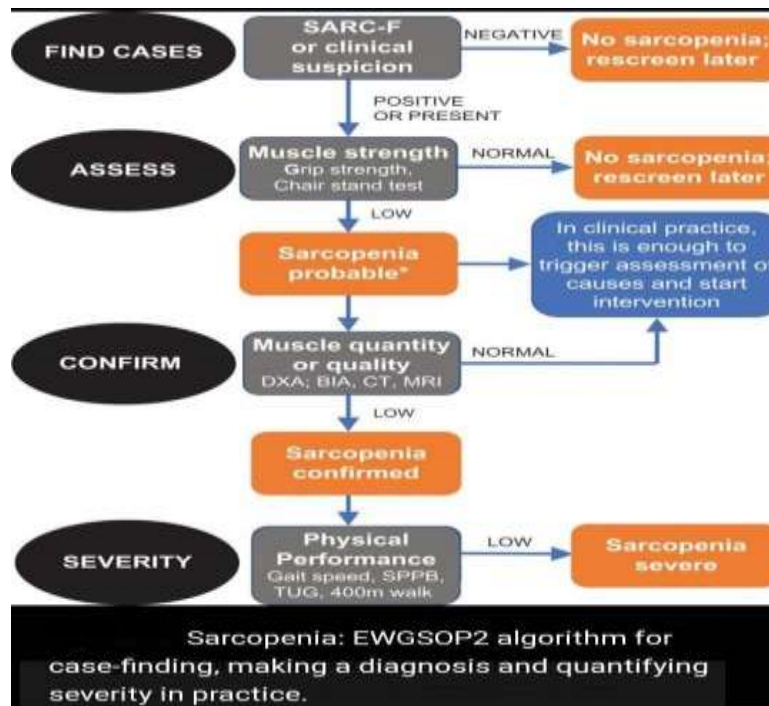 FIND CASES
SARC-F
or clinical
suspicion
NEGATIVE
No sarcopenia;
rescreen later
POSITIVE
OR PRESENT
ASSESS
Muscle strength
Grip strength,
Chair stand test
NORMAL
No sarcopenia;
rescreen later
LOW
Sarcopenia
probable*
In clinical practice,
this is enough to
trigger assessment of
causes and start
intervention
CONFIRM
Muscle quantity
or quality
DXA; BIA, CT, MRI
NORMAL
LOW
Sarcopenia
confirmed
SEVERITY
Physical
Performance
Gait speed, SPPB,
TUG, 400m walk
LOW
Sarcopenia
severe
Sarcopenia: EWGSOP2 algorithm for
case-finding, making a diagnosis and quantifying
severity in practice.